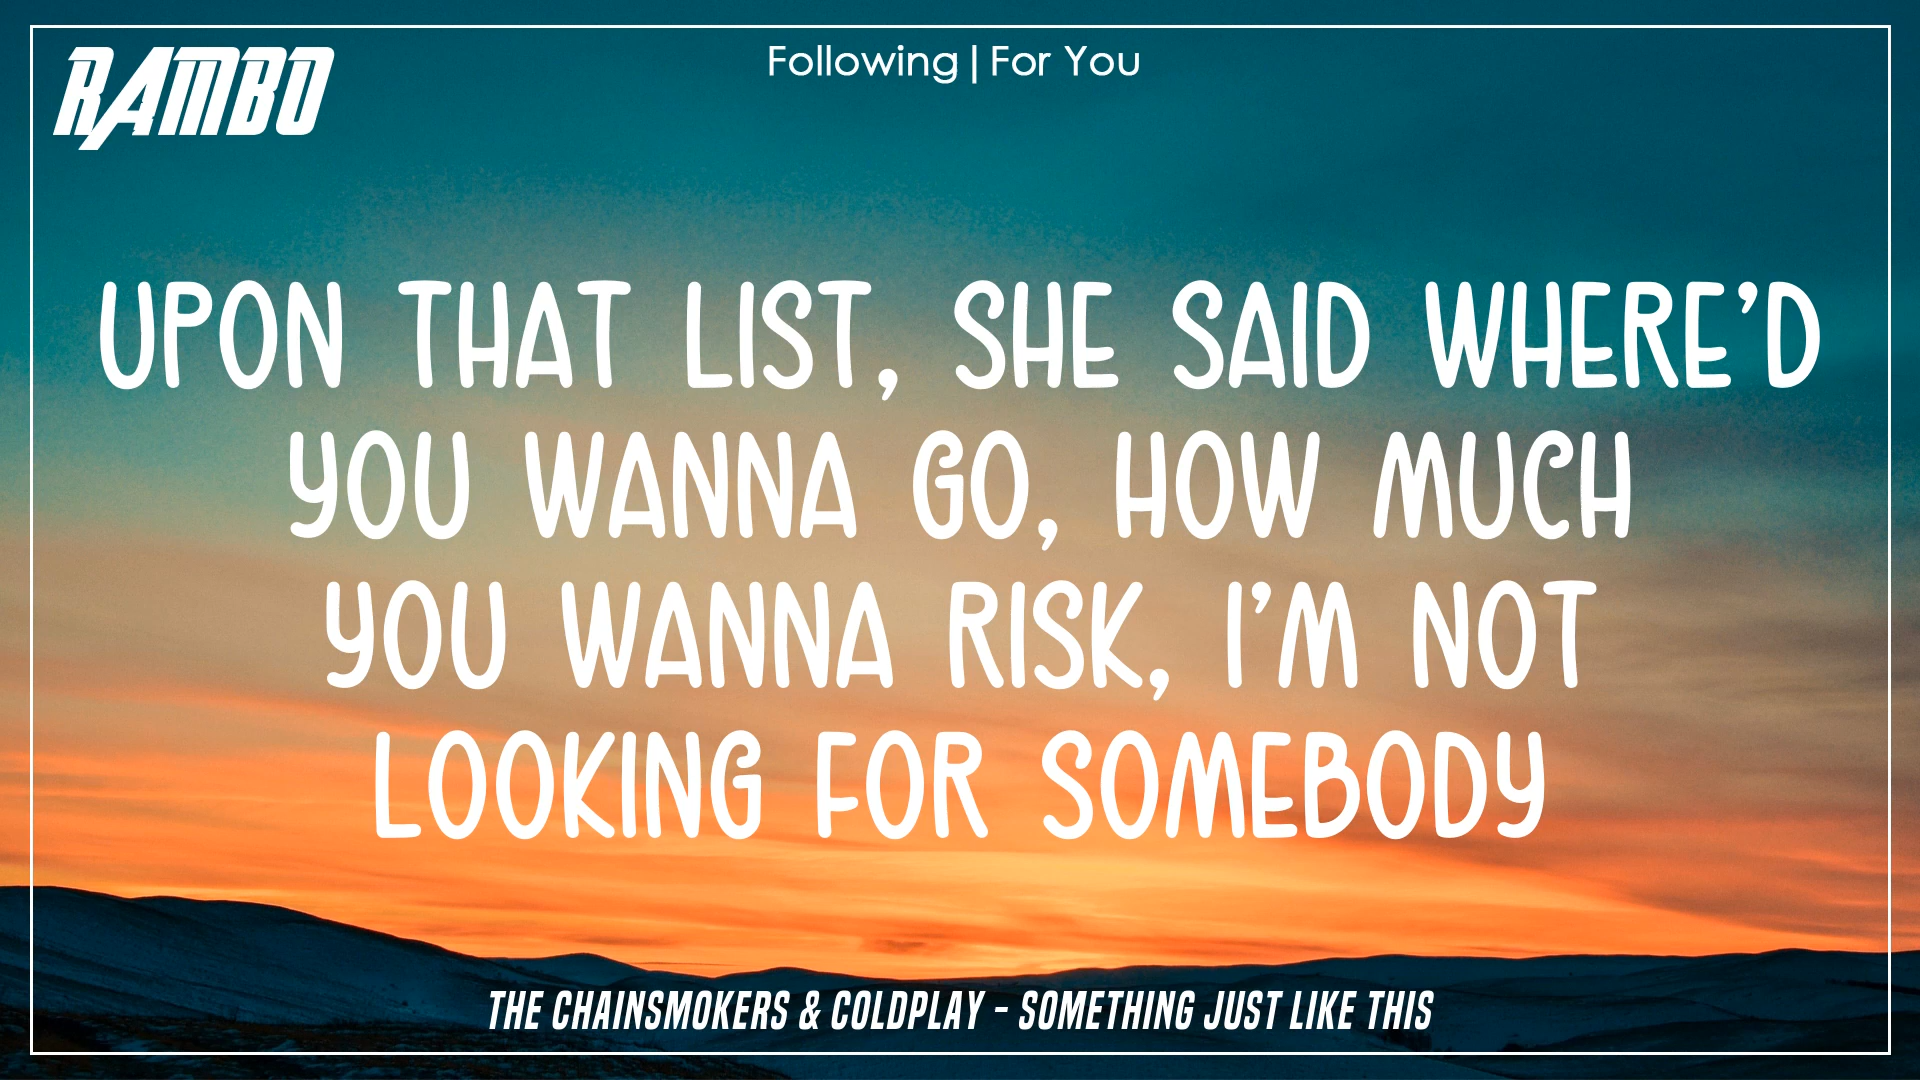 RAMBO
Following | For You
UPON THAT LIST, SHE SAID WHERE'D
YOU WANNA GO, HOW MUCH
YOU WANNA RISK, I'M NOT
LOOKING FOR SOMEBODY
THE CHAINSMOKERS & COLDPLAY - SOMETHING JUST LIKE THIS